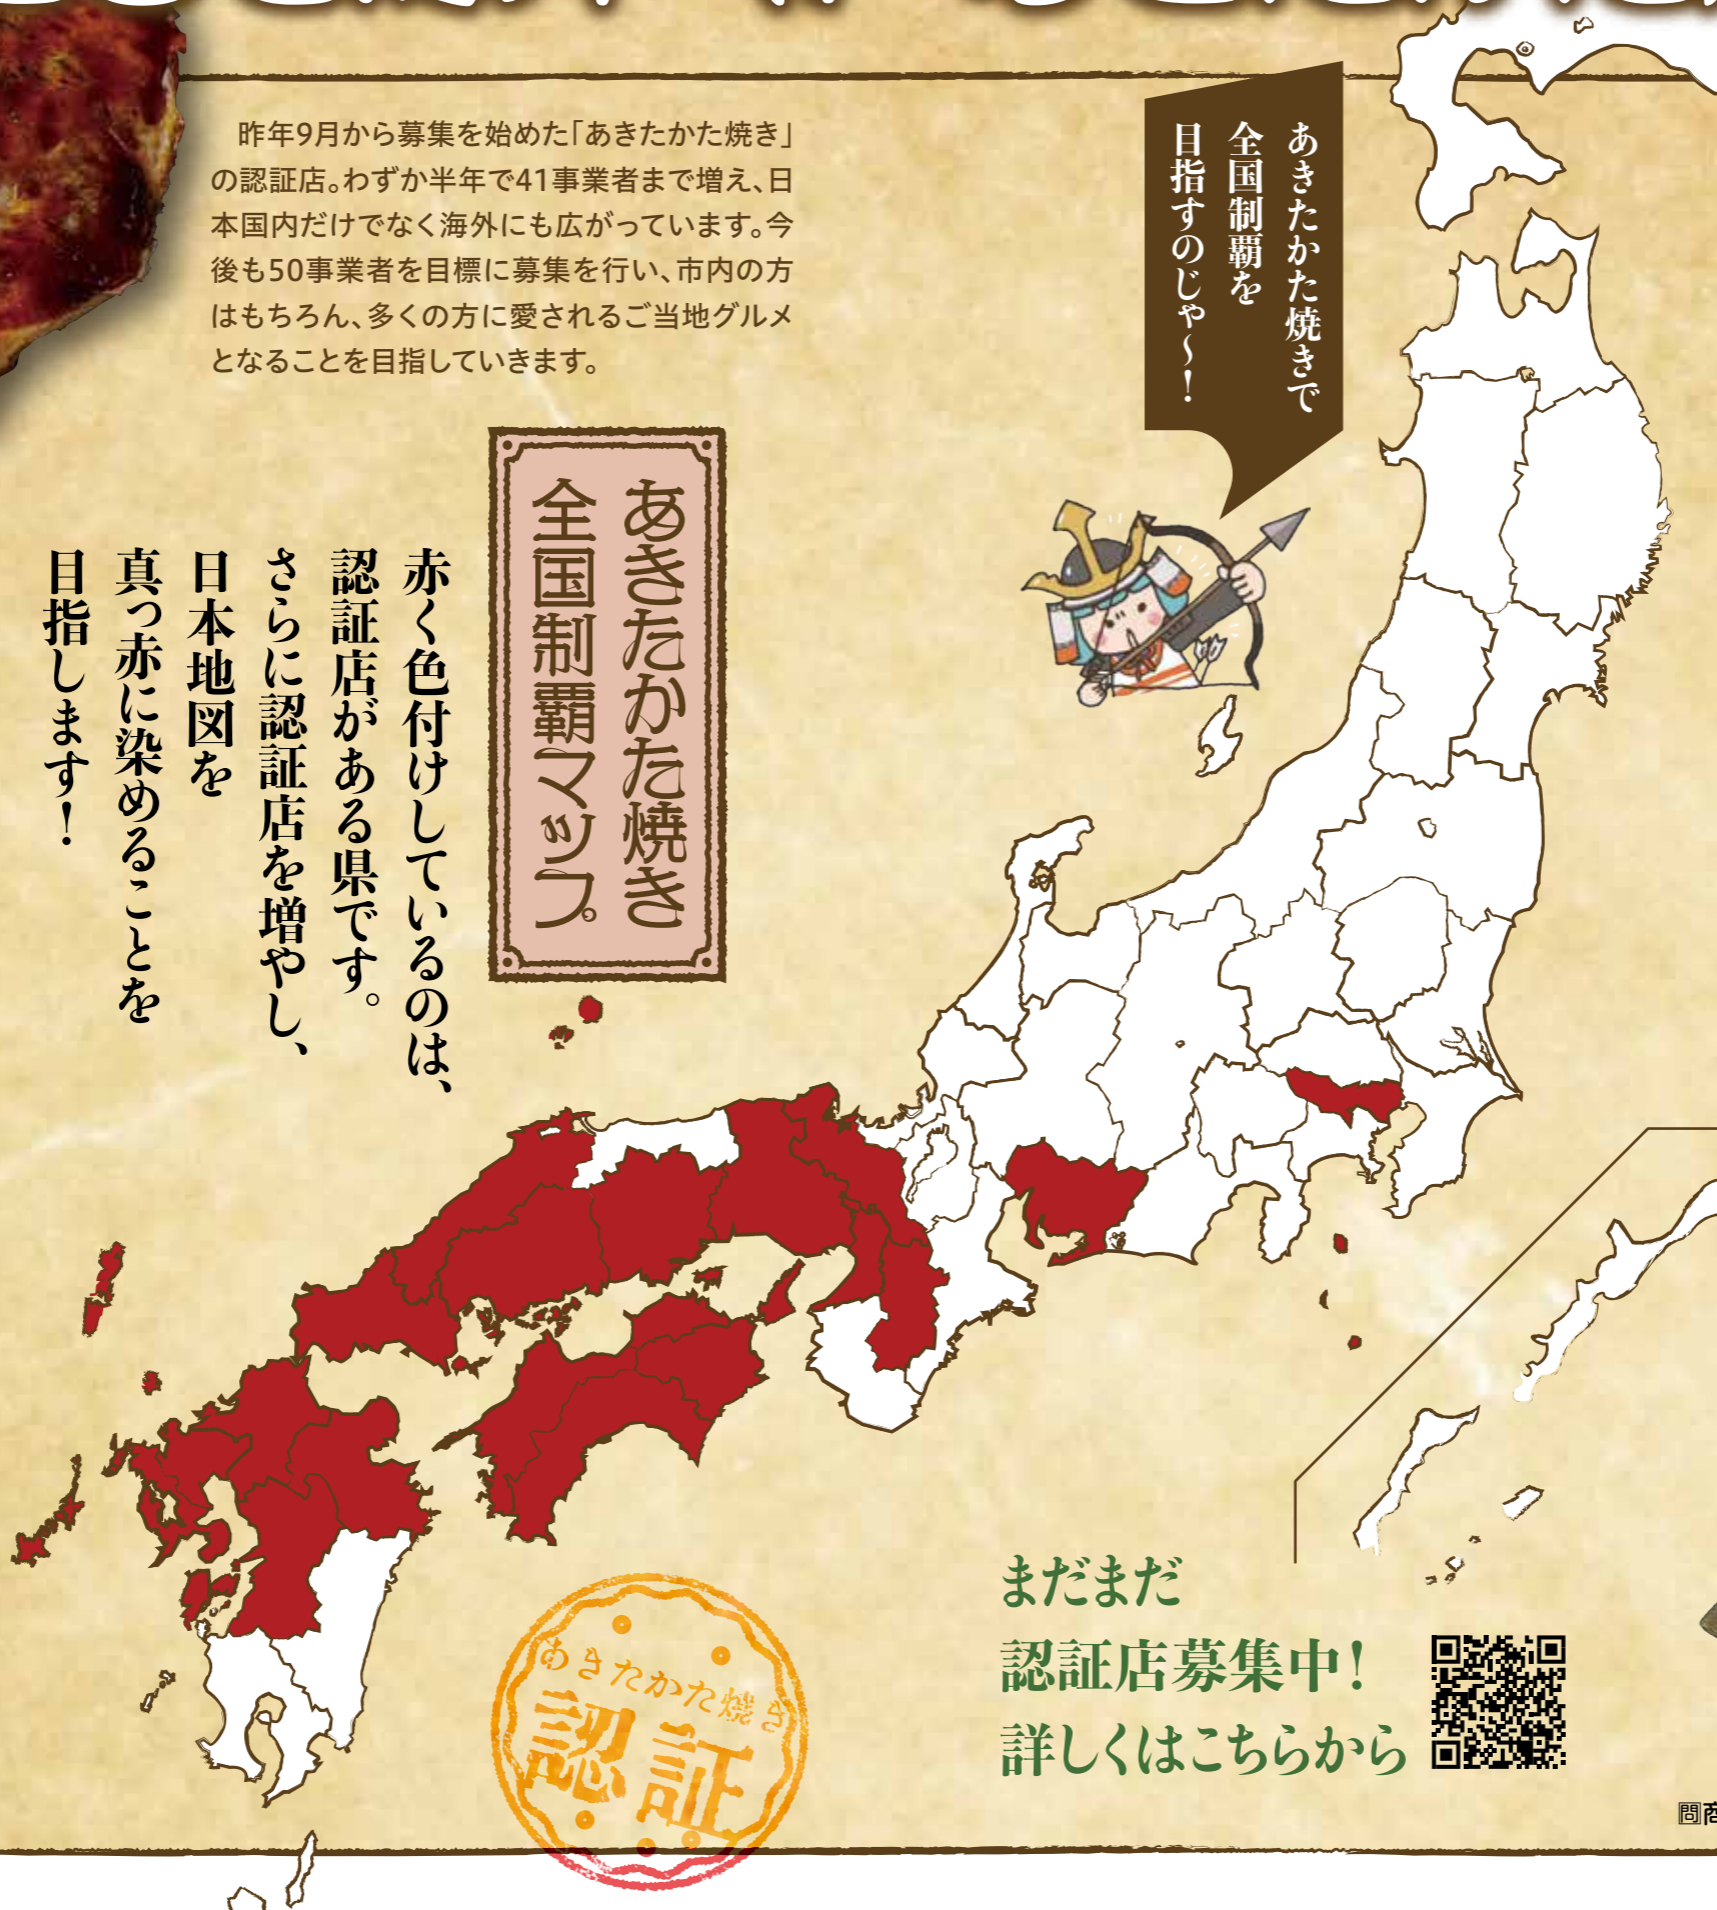 昨年9月から募集を始めた「あきたかた焼き」
の認証店。わずか半年で41事業者まで増え、日
本国内だけでなく海外にも広がっています。今
後も50事業者を目標に募集を行い、市内の方
はもちろん、多くの方に愛されるご当地グルメ
となることを目指していきます。
あきたかた焼きで
全国制覇を
目指すのじゃ～！
あきたかた焼き
全国制覇マップ
赤く色付けしているのは、
認証店がある県です。
さらに認証店を増やし、
日本地図を
真っ赤に染めることを
目指します！
あきたかた焼き
認証
まだまだ
認証店募集中！
詳しくはこちらから
問商